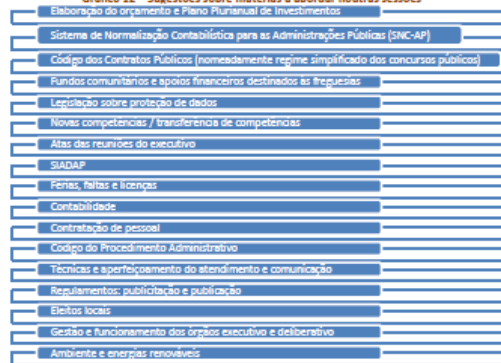 Gráfico 12 – Sugestões sobre matérias a abordar noutras sessões
Elaboração do orçamento e Plano Plurianual de Investimentos
Sistema de Normalização Contabilística para as Administrações Públicas (SNC-AP)
Código dos Contratos Públicos (nomeadamente regime simplificado dos concursos públicos)
Fundos comunitários e apoios financeiros destinados às freguesias
Legislação sobre proteção de dados
Novas competências / transferência de competências
Atas das reuniões do executivo
SIADAP
Férias, faltas e licenças
Contabilidade
Contratação de pessoal
Código do Procedimento Administrativo
Técnicas e aperfeiçoamento do atendimento e comunicação
Regulamentos: publicitação e publicação
Eleitos locais
Gestão e funcionamento dos órgãos executivo e deliberativo
Ambiente e energias renováveis